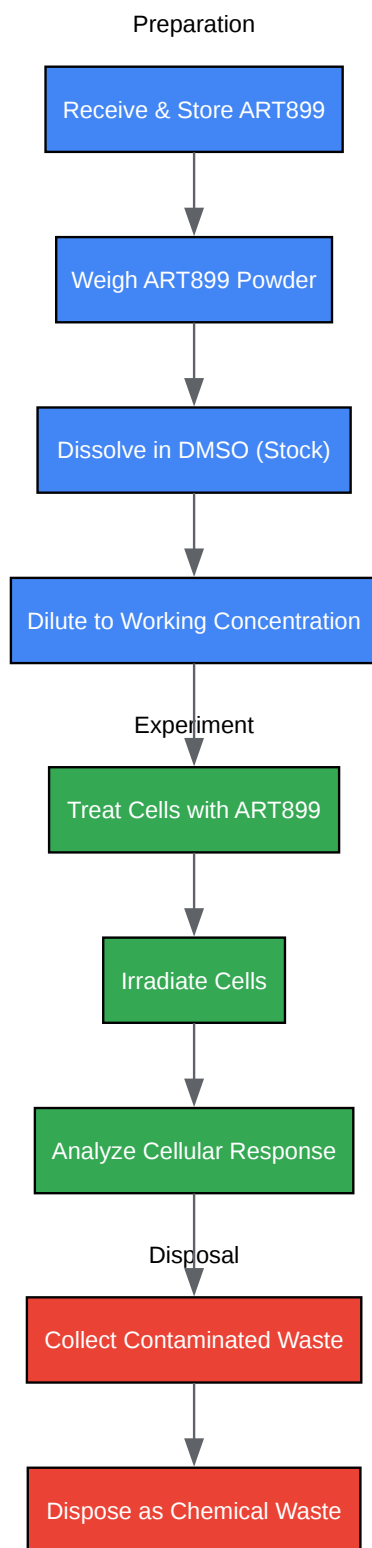 Preparation
Receive & Store ART899
Weigh ART899 Powder
Dissolve in DMSO (Stock)
Dilute to Working Concentration
Experiment
Treat Cells with ART899
Irradiate Cells
Analyze Cellular Response
Disposal
Collect Contaminated Waste
Dispose as Chemical Waste